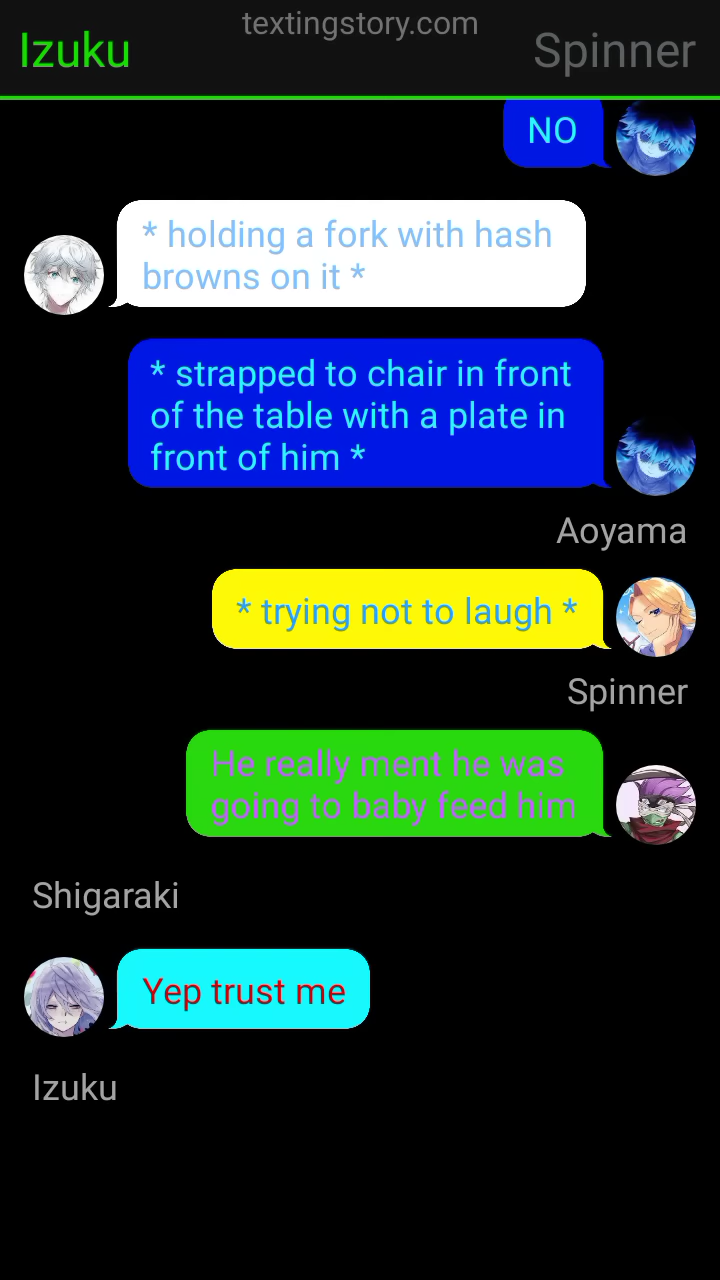 textingstory.com
Izuku
Spinner
NO
* holding a fork with hash
browns on it *
* strapped to chair in front
of the table with a plate in
front of him *
Aoyama
* trying not to laugh *
Spinner
He really ment he was
going to baby feed him
Shigaraki
Yep trust me
Izuku